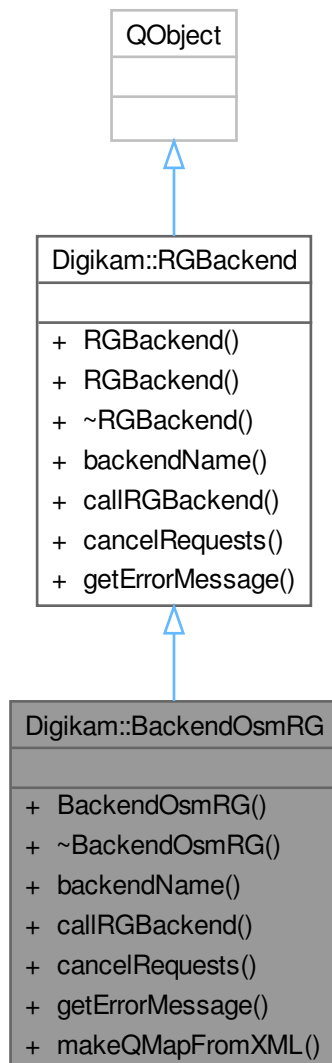 QObject
Digikam::RGBackend
+ RGBackend()
+ RGBackend()
+ ~RGBackend()
+ backendName()
+ callRGBackend()
+ cancelRequests()
+ getErrorMessage()
Digikam::BackendOsmRG
+ BackendOsmRG()
+ ~BackendOsmRG()
+ backendName()
+ callRGBackend()
+ cancelRequests()
+ getErrorMessage()
+ makeQMapFromXML()